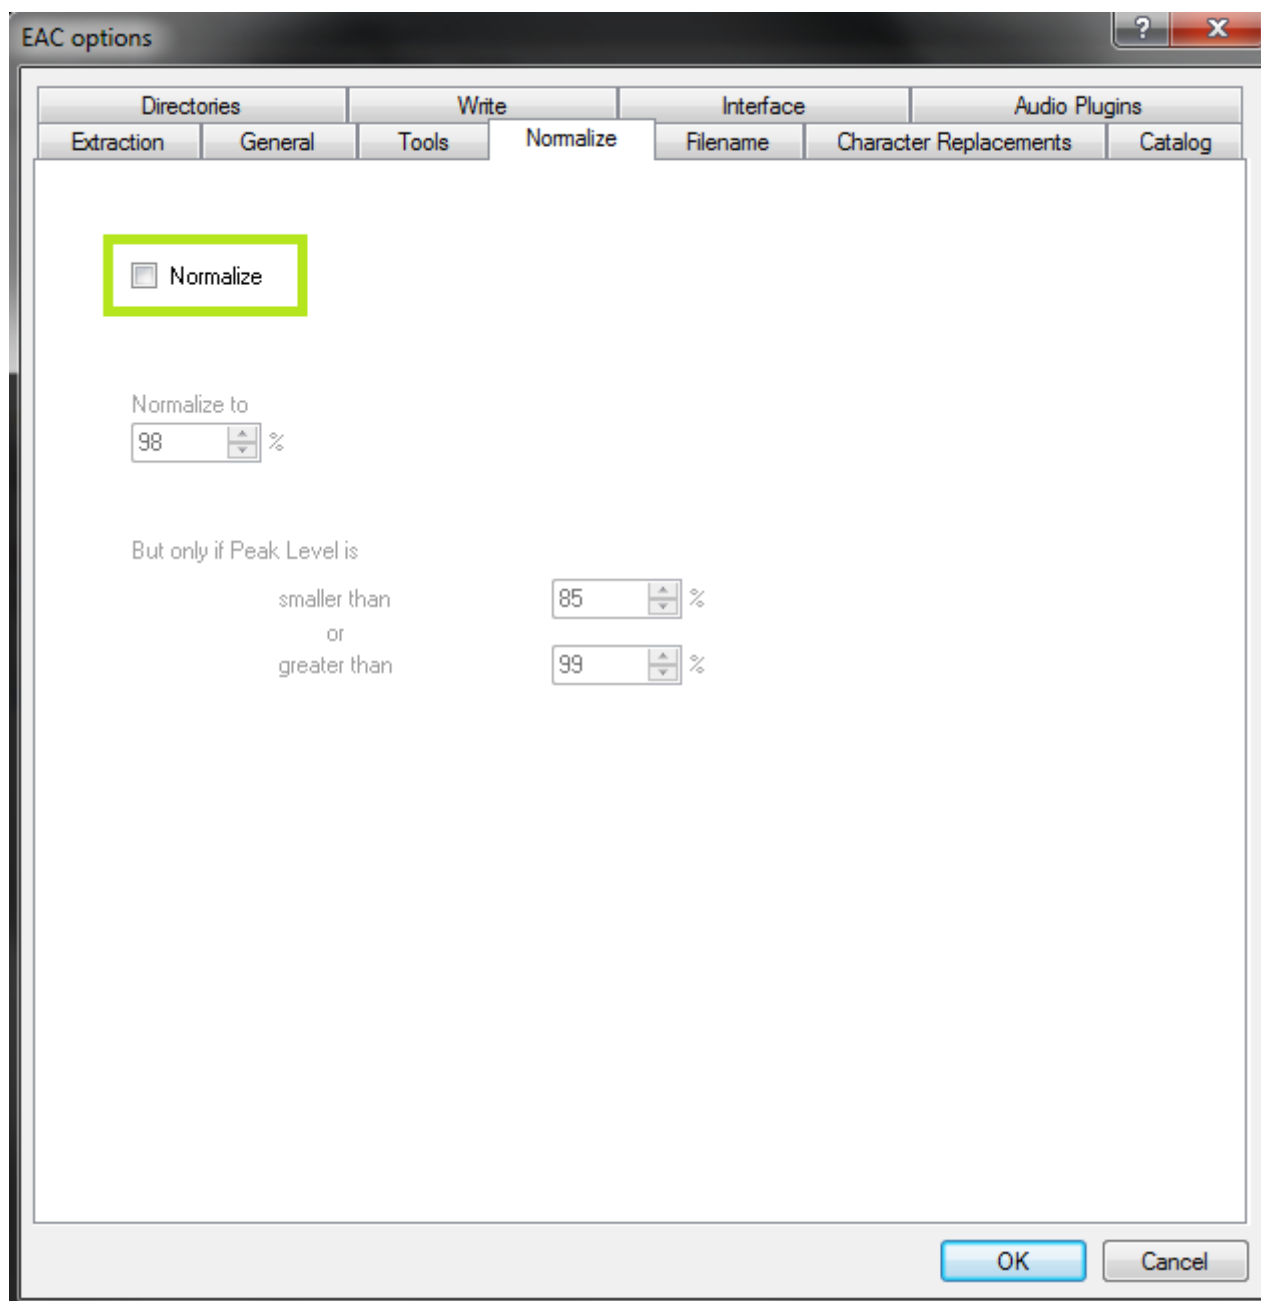 EAC options
?
X
Directories Write Interface Audio Plugins
Extraction General Tools Normalize Filename Character Replacements Catalog
Normalize
Normalize to
98 %
But only if Peak Level is
smaller than 85 %
or
greater than 99 %
OK Cancel